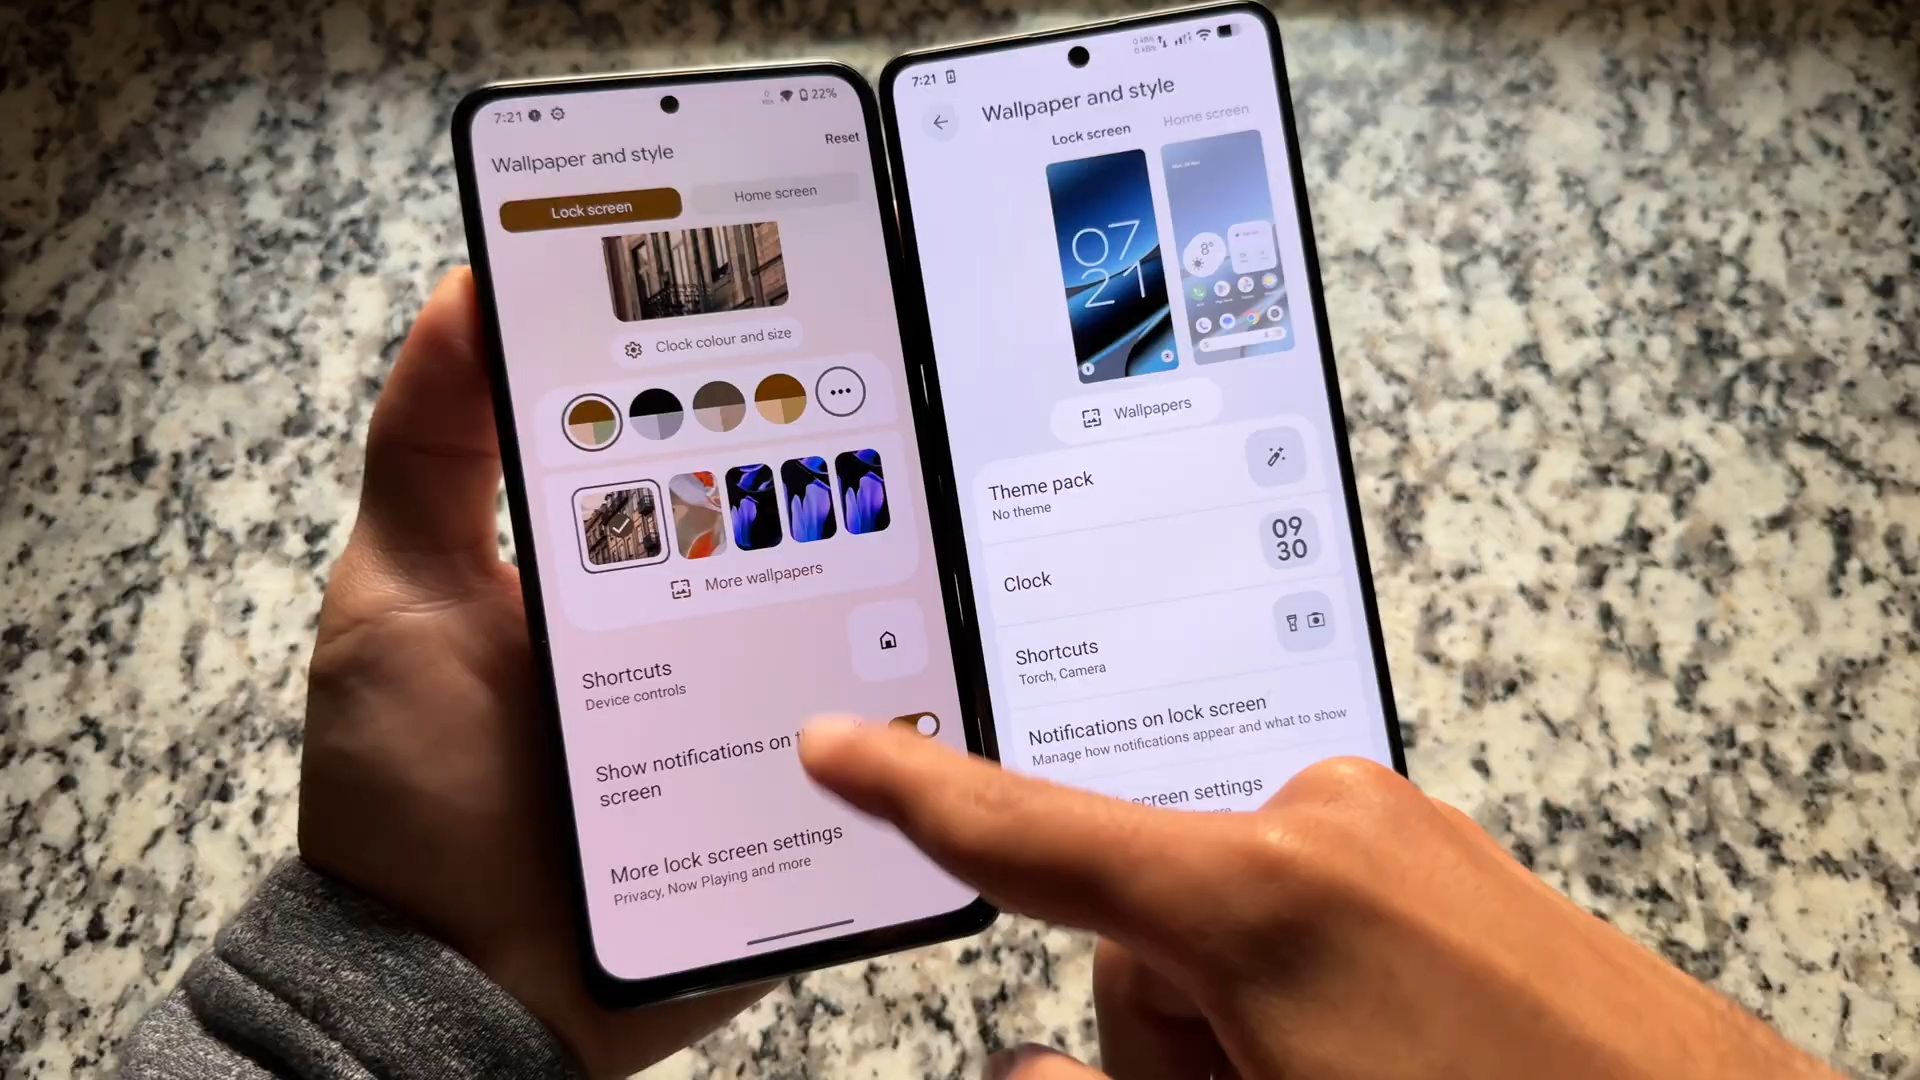 7:21
22%
Reset
Wallpaper and style
Lock screen
Home screen
Clock colour and size
More wallpapers
Shortcuts
Device controls
Show notifications on
screen
More lock screen settings
Privacy, Now Playing and more
7:21
Wallpaper and style
Lock screen
Home screen
07
21
8°
Wallpapers
Theme pack
No theme
Clock
09
30
Shortcuts
Torch, Camera
Notifications on lock screen
Manage how notifications appear and what to show
screen settings